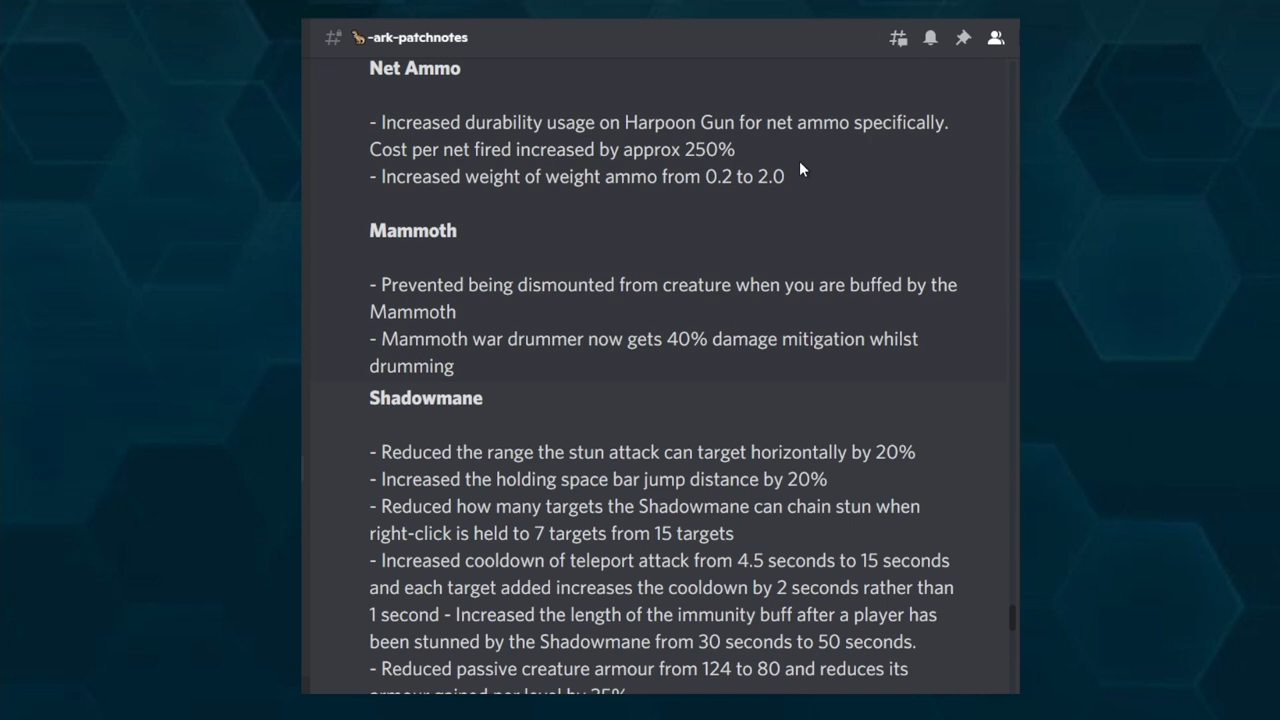 -ark-patchnotes
Net Ammo
- Increased durability usage on Harpoon Gun for net ammo specifically.
Cost per net fired increased by approx 250%
- Increased weight of weight ammo from 0.2 to 2.0
Mammoth
- Prevented being dismounted from creature when you are buffed by the
Mammoth
- Mammoth war drummer now gets 40% damage mitigation whilst
drumming
Shadowmane
- Reduced the range the stun attack can target horizontally by 20%
- Increased the holding space bar jump distance by 20%
- Reduced how many targets the Shadowmane can chain stun when
right-click is held to 7 targets from 15 targets
- Increased cooldown of teleport attack from 4.5 seconds to 15 seconds
and each target added increases the cooldown by 2 seconds rather than
1 second - Increased the length of the immunity buff after a player has
been stunned by the Shadowmane from 30 seconds to 50 seconds.
- Reduced passive creature armour from 124 to 80 and reduces its
armour gained per level by